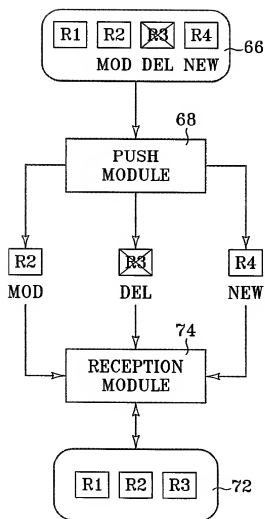 R1 R2 R3 R4
66
MOD DEL NEW
68
PUSH
MODULE
R2 R3 R4
MOD DEL NEW
74
RECEPTION
MODULE
R1 R2 R3
72